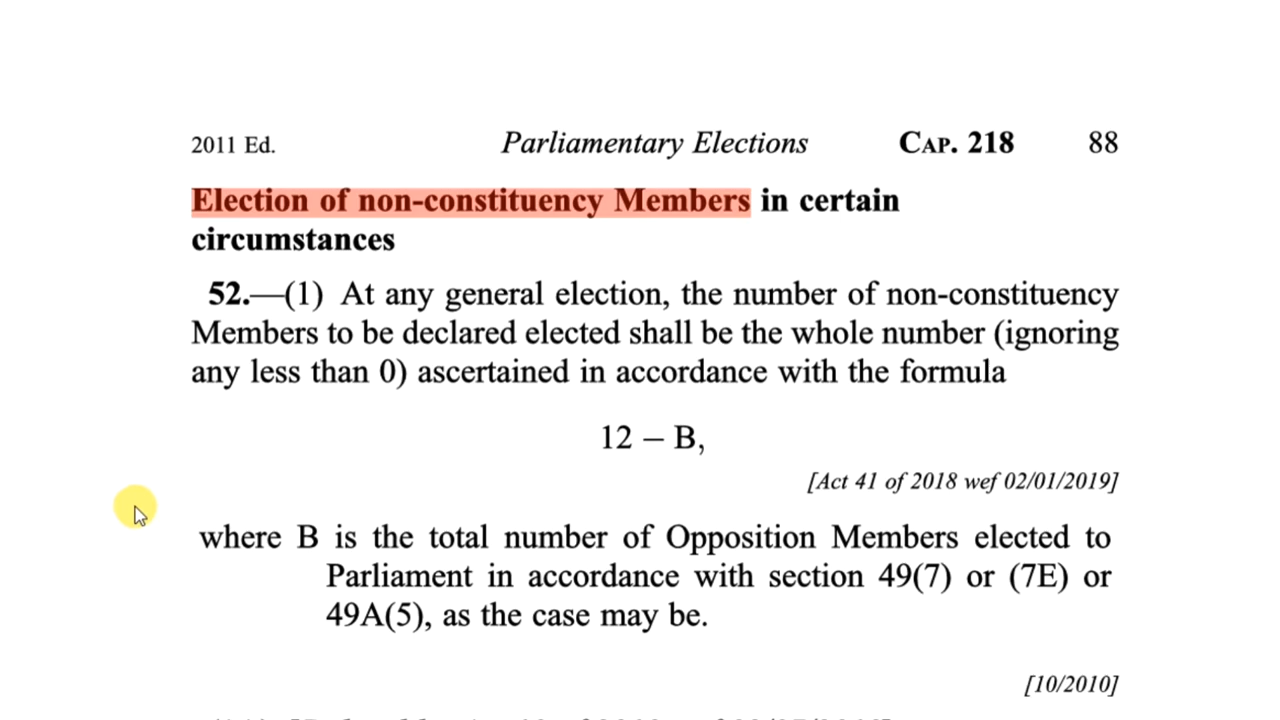 2011 Ed. Parliamentary Elections CAP. 218 88
Election of non-constituency Members in certain
circumstances
52.—(1) At any general election, the number of non-constituency
Members to be declared elected shall be the whole number (ignoring
any less than 0) ascertained in accordance with the formula
12 – B,
[Act 41 of 2018 wef 02/01/2019]
where B is the total number of Opposition Members elected to
Parliament in accordance with section 49(7) or (7E) or
49A(5), as the case may be.
[10/2010]